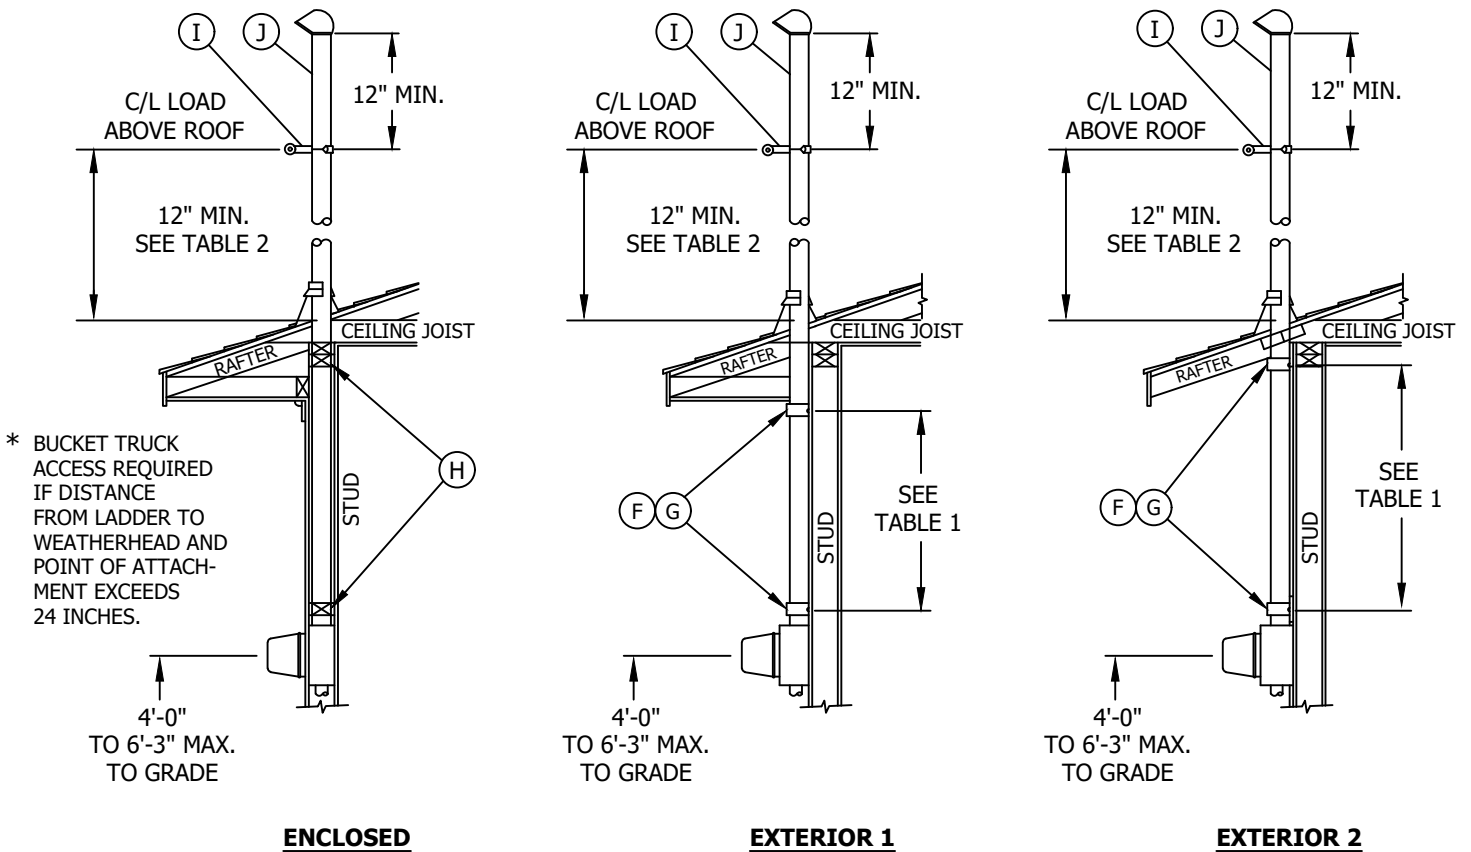 I
J
12" MIN.
C/L LOAD
ABOVE ROOF
12" MIN.
SEE TABLE 2
CEILING JOIST
RAFTER
* BUCKET TRUCK
ACCESS REQUIRED
IF DISTANCE
FROM LADDER TO
WEATHERHEAD AND
POINT OF ATTACH-
MENT EXCEEDS
24 INCHES.
H
STUD
4'-0"
TO 6'-3" MAX.
TO GRADE
ENCLOSED
I
J
12" MIN.
C/L LOAD
ABOVE ROOF
12" MIN.
SEE TABLE 2
CEILING JOIST
RAFTER
F G
SEE
TABLE 1
STUD
4'-0"
TO 6'-3" MAX.
TO GRADE
EXTERIOR 1
I
J
12" MIN.
C/L LOAD
ABOVE ROOF
12" MIN.
SEE TABLE 2
CEILING JOIST
RAFTER
F G
SEE
TABLE 1
STUD
4'-0"
TO 6'-3" MAX.
TO GRADE
EXTERIOR 2